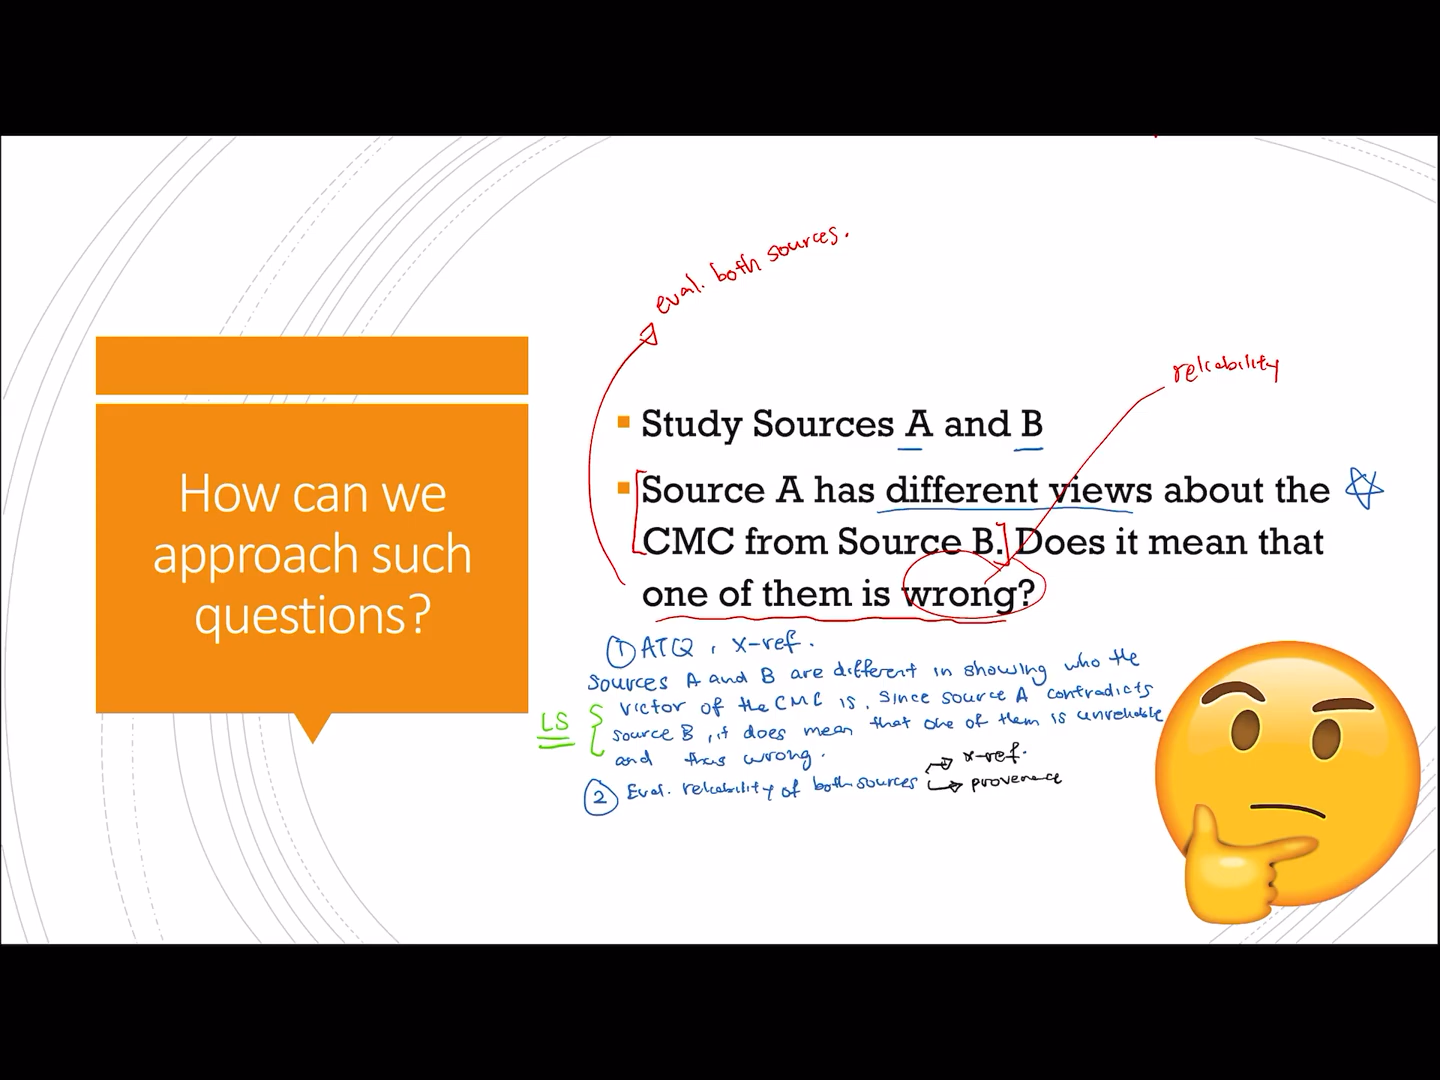 eval. both sources.
reliability
How can we
approach such
questions?
Study Sources A and B
Source A has different views about the
CMC from Source B. Does it mean that
one of them is wrong?
① ATQ, x-ref.
Sources A and B are different in showing who the
victor of the CMC is. Since source A contradicts
source B, it does mean that one of them is unreliable
and thus wrong.
LS
② Eval. reliability of both sources
x-ref.
provenance